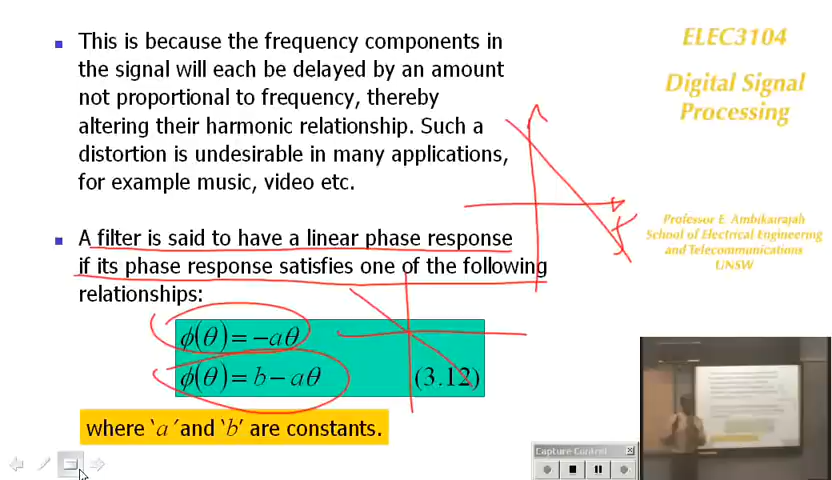 This is because the frequency components in
the signal will each be delayed by an amount
not proportional to frequency, thereby
altering their harmonic relationship. Such a
distortion is undesirable in many applications,
for example music, video etc.
A filter is said to have a linear phase response
if its phase response satisfies one of the following
relationships:
ϕ(θ) = −aθ
ϕ(θ) = b − aθ (3.12)
where ‘a’ and ‘b’ are constants.
ELEC3104
Digital Signal
Processing
Professor E. Ambikairajah
School of Electrical Engineering
and Telecommunications
UNSW
f
Capture Control